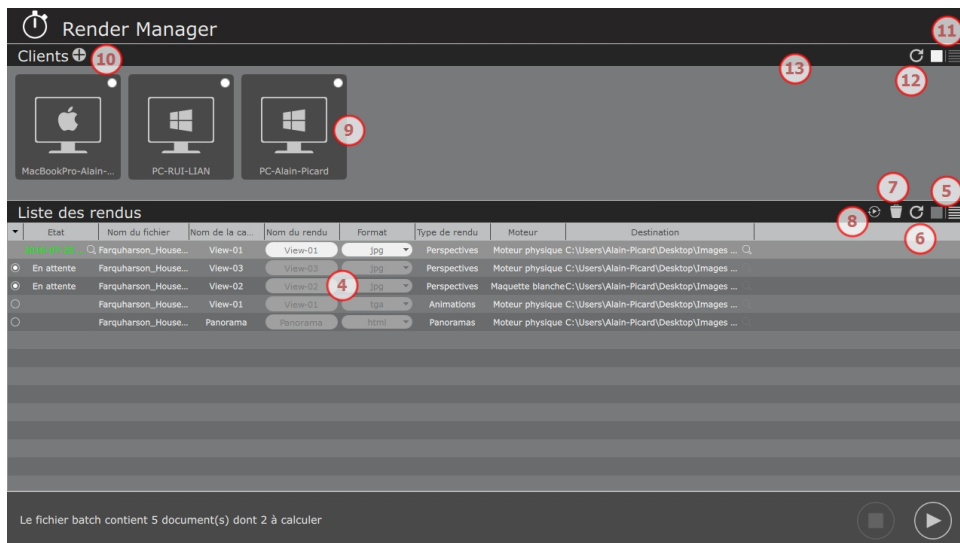 Render Manager
11
Clients 10
13
12
9
MacBookPro-Alain-... PC-RUI-LIAN PC-Alain-Picard
7
5
Liste des rendus
8
6
Etat Nom du fichier Nom de la ca... Nom du rendu Format Type de rendu Moteur Destination
Farquharson_House... View-01 View-01 jpg Perspectives Moteur physique C:\Users\Alain-Picard\Desktop\Images ...
En attente Farquharson_House... View-03 View-03 jpg Perspectives Moteur physique C:\Users\Alain-Picard\Desktop\Images ...
En attente Farquharson_House... View-02 View-02 4 jpg Perspectives Maquette blanche C:\Users\Alain-Picard\Desktop\Images ...
Farquharson_House... View-01 View-01 tga Animations Moteur physique C:\Users\Alain-Picard\Desktop\Images ...
Farquharson_House... Panorama Panorama html Panoramas Moteur physique C:\Users\Alain-Picard\Desktop\Images ...
Le fichier batch contient 5 document(s) dont 2 à calculer